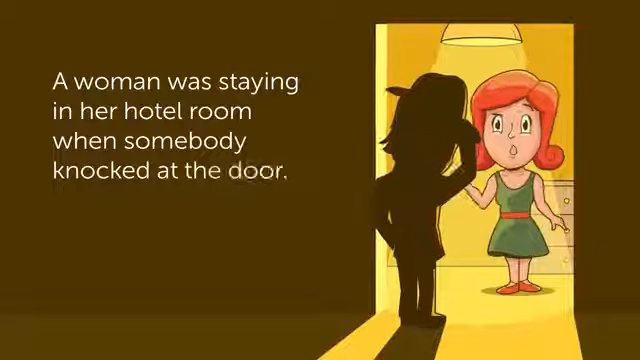 A woman was staying
in her hotel room
when somebody
knocked at the door.